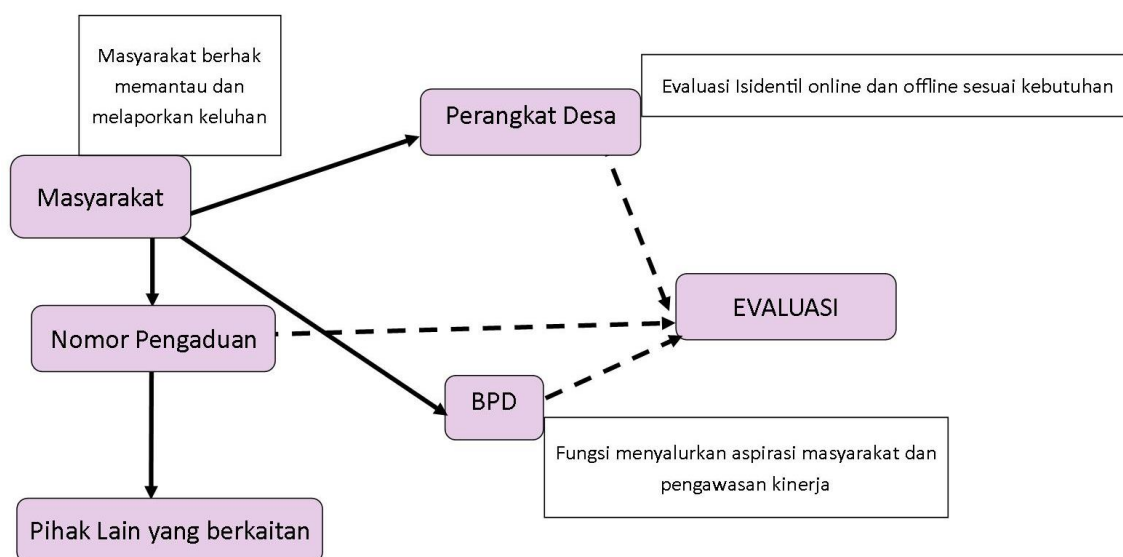 Masyarakat berhak
memantau dan
melaporkan keluhan
Evaluasi Isidentil online dan offline sesuai kebutuhan
Perangkat Desa
Masyarakat
EVALUASI
Nomor Pengaduan
BPD
Fungsi menyalurkan aspirasi masyarakat dan
pengawasan kinerja
Pihak Lain yang berkaitan